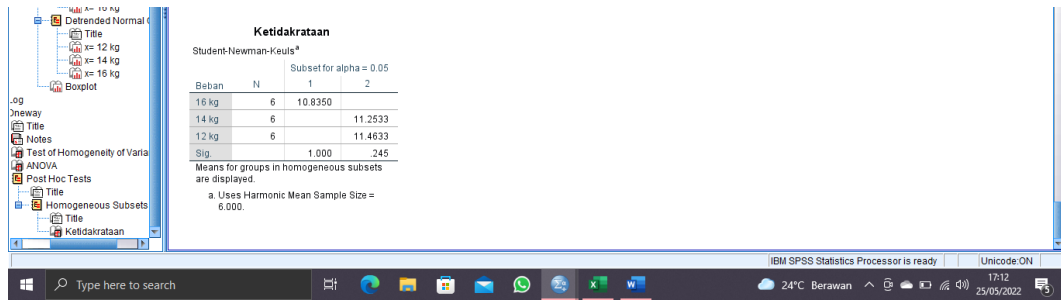 x= 16 kg
Detrended Normal
Title
x= 12 kg
x= 14 kg
x= 16 kg
Boxplot
Log
Oneway
Title
Notes
Test of Homogeneity of Varia
ANOVA
Post Hoc Tests
Title
Homogeneous Subsets
Title
Ketidakrataan
Ketidakrataan
Student-Newman-Keuls a
Subset for alpha = 0.05
Beban N 1 2
16 kg 6 10.8350
14 kg 6 11.2533
12 kg 6 11.4633
Sig. 1.000 .245
Means for groups in homogeneous subsets
are displayed.
a. Uses Harmonic Mean Sample Size =
6.000.
IBM SPSS Statistics Processor is ready Unicode:ON
Type here to search
24°C Berawan
17:12
25/05/2022
5